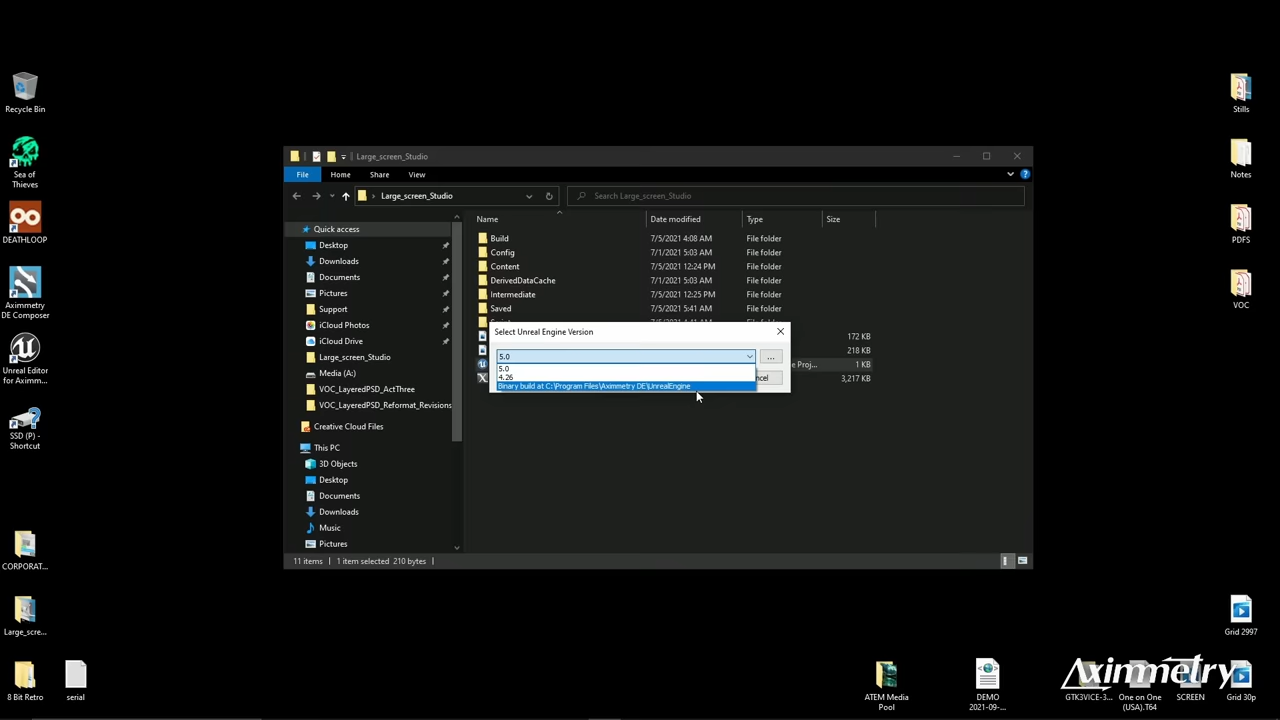 Recycle Bin
Sea of
Thieves
DEATHLOOP
Aximmetry
DE Composer
Unreal Editor
for Aximm...
SSD (P) -
Shortcut
CORPORAT...
Large_scre...
8 Bit Retro
serial
Large_screen_Studio
File
Home
Share
View
Large_screen_Studio
Search Large_screen_Studio
Name
Date modified
Type
Size
Quick access
Desktop
Downloads
Documents
Pictures
Support
iCloud Photos
iCloud Drive
Large_screen_Studio
Media (A:)
VOC_LayeredPSD_ActThree
VOC_LayeredPSD_Reformat_Revisions
Creative Cloud Files
This PC
3D Objects
Desktop
Documents
Downloads
Music
Pictures
Build 7/5/2021 4:08 AM File folder
Config 7/1/2021 5:03 AM File folder
Content 7/5/2021 12:24 PM File folder
DerivedDataCache 7/1/2021 5:03 AM File folder
Intermediate 7/5/2021 12:25 PM File folder
Saved 7/5/2021 5:41 AM File folder
172 KB
218 KB
e Proj... 1 KB
3,217 KB
Select Unreal Engine Version
5.0
...
5.0
4.26
Binary build at C:\Program Files\Aximmetry DE\UnrealEngine
ncel
11 items
1 item selected 210 bytes
Stills
Notes
PDFS
VOC
Grid 2997
ATEM Media
Pool
DEMO
2021-09-...
GTK3VICE-3...
One on One
(USA).T64
SCREEN
Grid 30p
Aximmetry